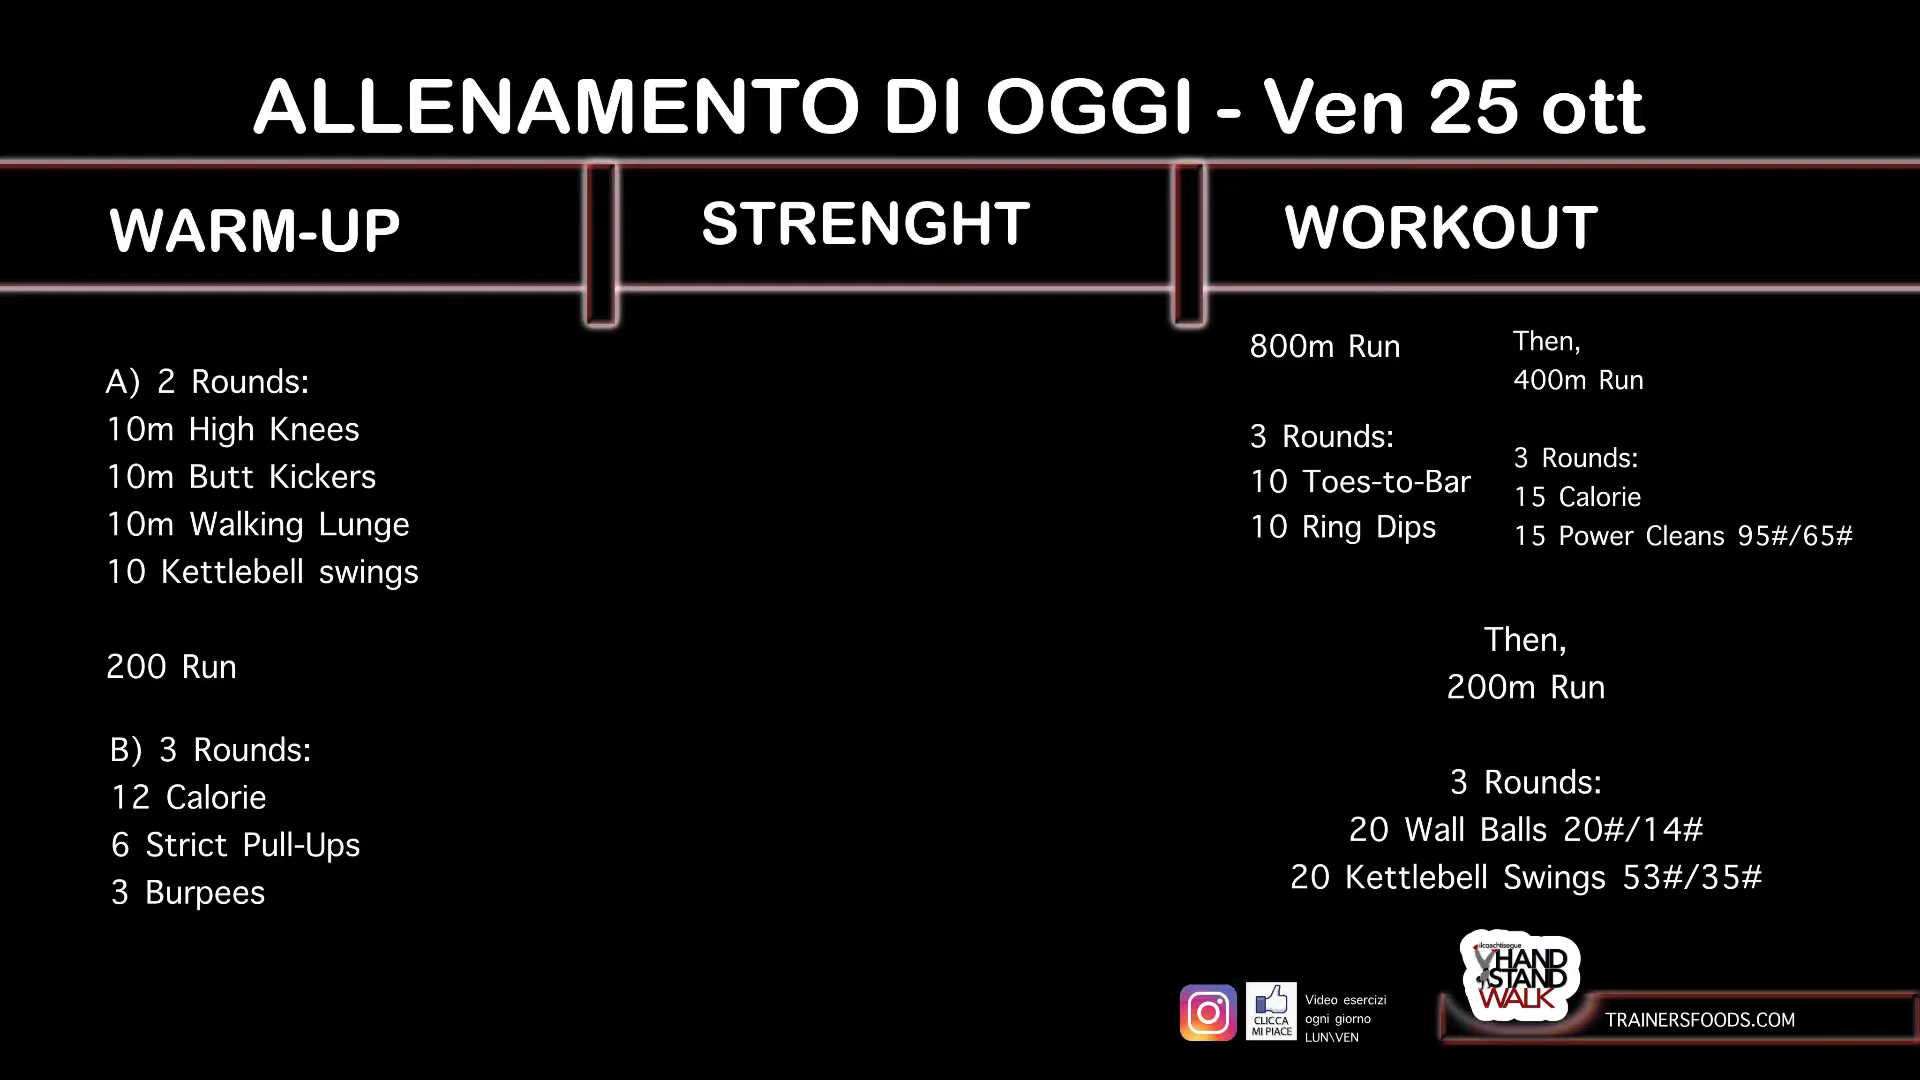 ALLENAMENTO DI OGGI - Ven 25 ott
WARM-UP
STRENGHT
WORKOUT
A) 2 Rounds:
10m High Knees
10m Butt Kickers
10m Walking Lunge
10 Kettlebell swings
200 Run
B) 3 Rounds:
12 Calorie
6 Strict Pull-Ups
3 Burpees
800m Run
3 Rounds:
10 Toes-to-Bar
10 Ring Dips
Then,
400m Run
3 Rounds:
15 Calorie
15 Power Cleans 95#/65#
Then,
200m Run
3 Rounds:
20 Wall Balls 20#/14#
20 Kettlebell Swings 53#/35#
CLICCA
MI PIACE
Video esercizi
ogni giorno
LUN\VEN
ilcoachtisegue
HAND
STAND
WALK
TRAINERSFOODS.COM